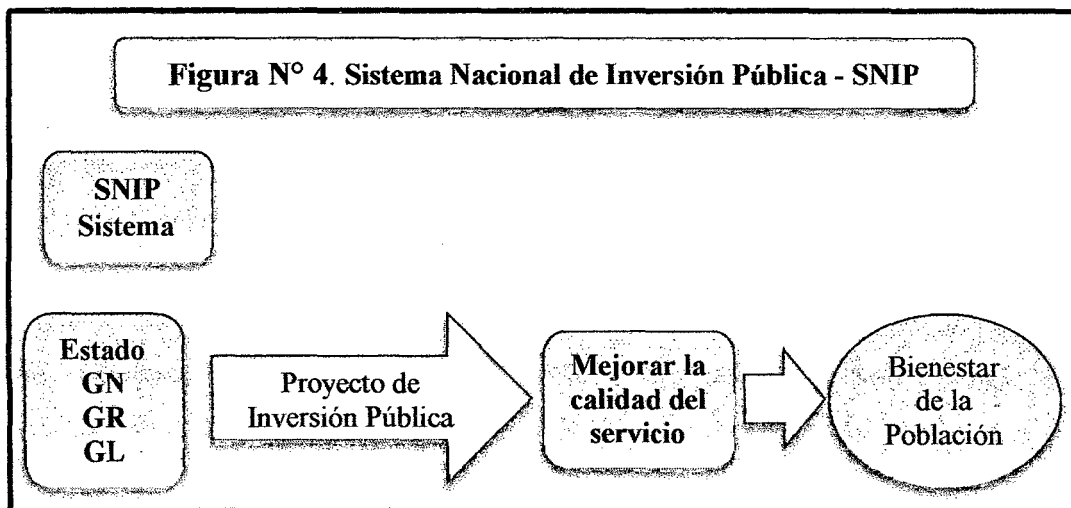 Figura N° 4. Sistema Nacional de Inversión Pública - SNIP
SNIP
Sistema
Estado
GN
GR
GL
Proyecto de
Inversión Pública
Mejorar la
calidad del
servicio
Bienestar
de la
Población